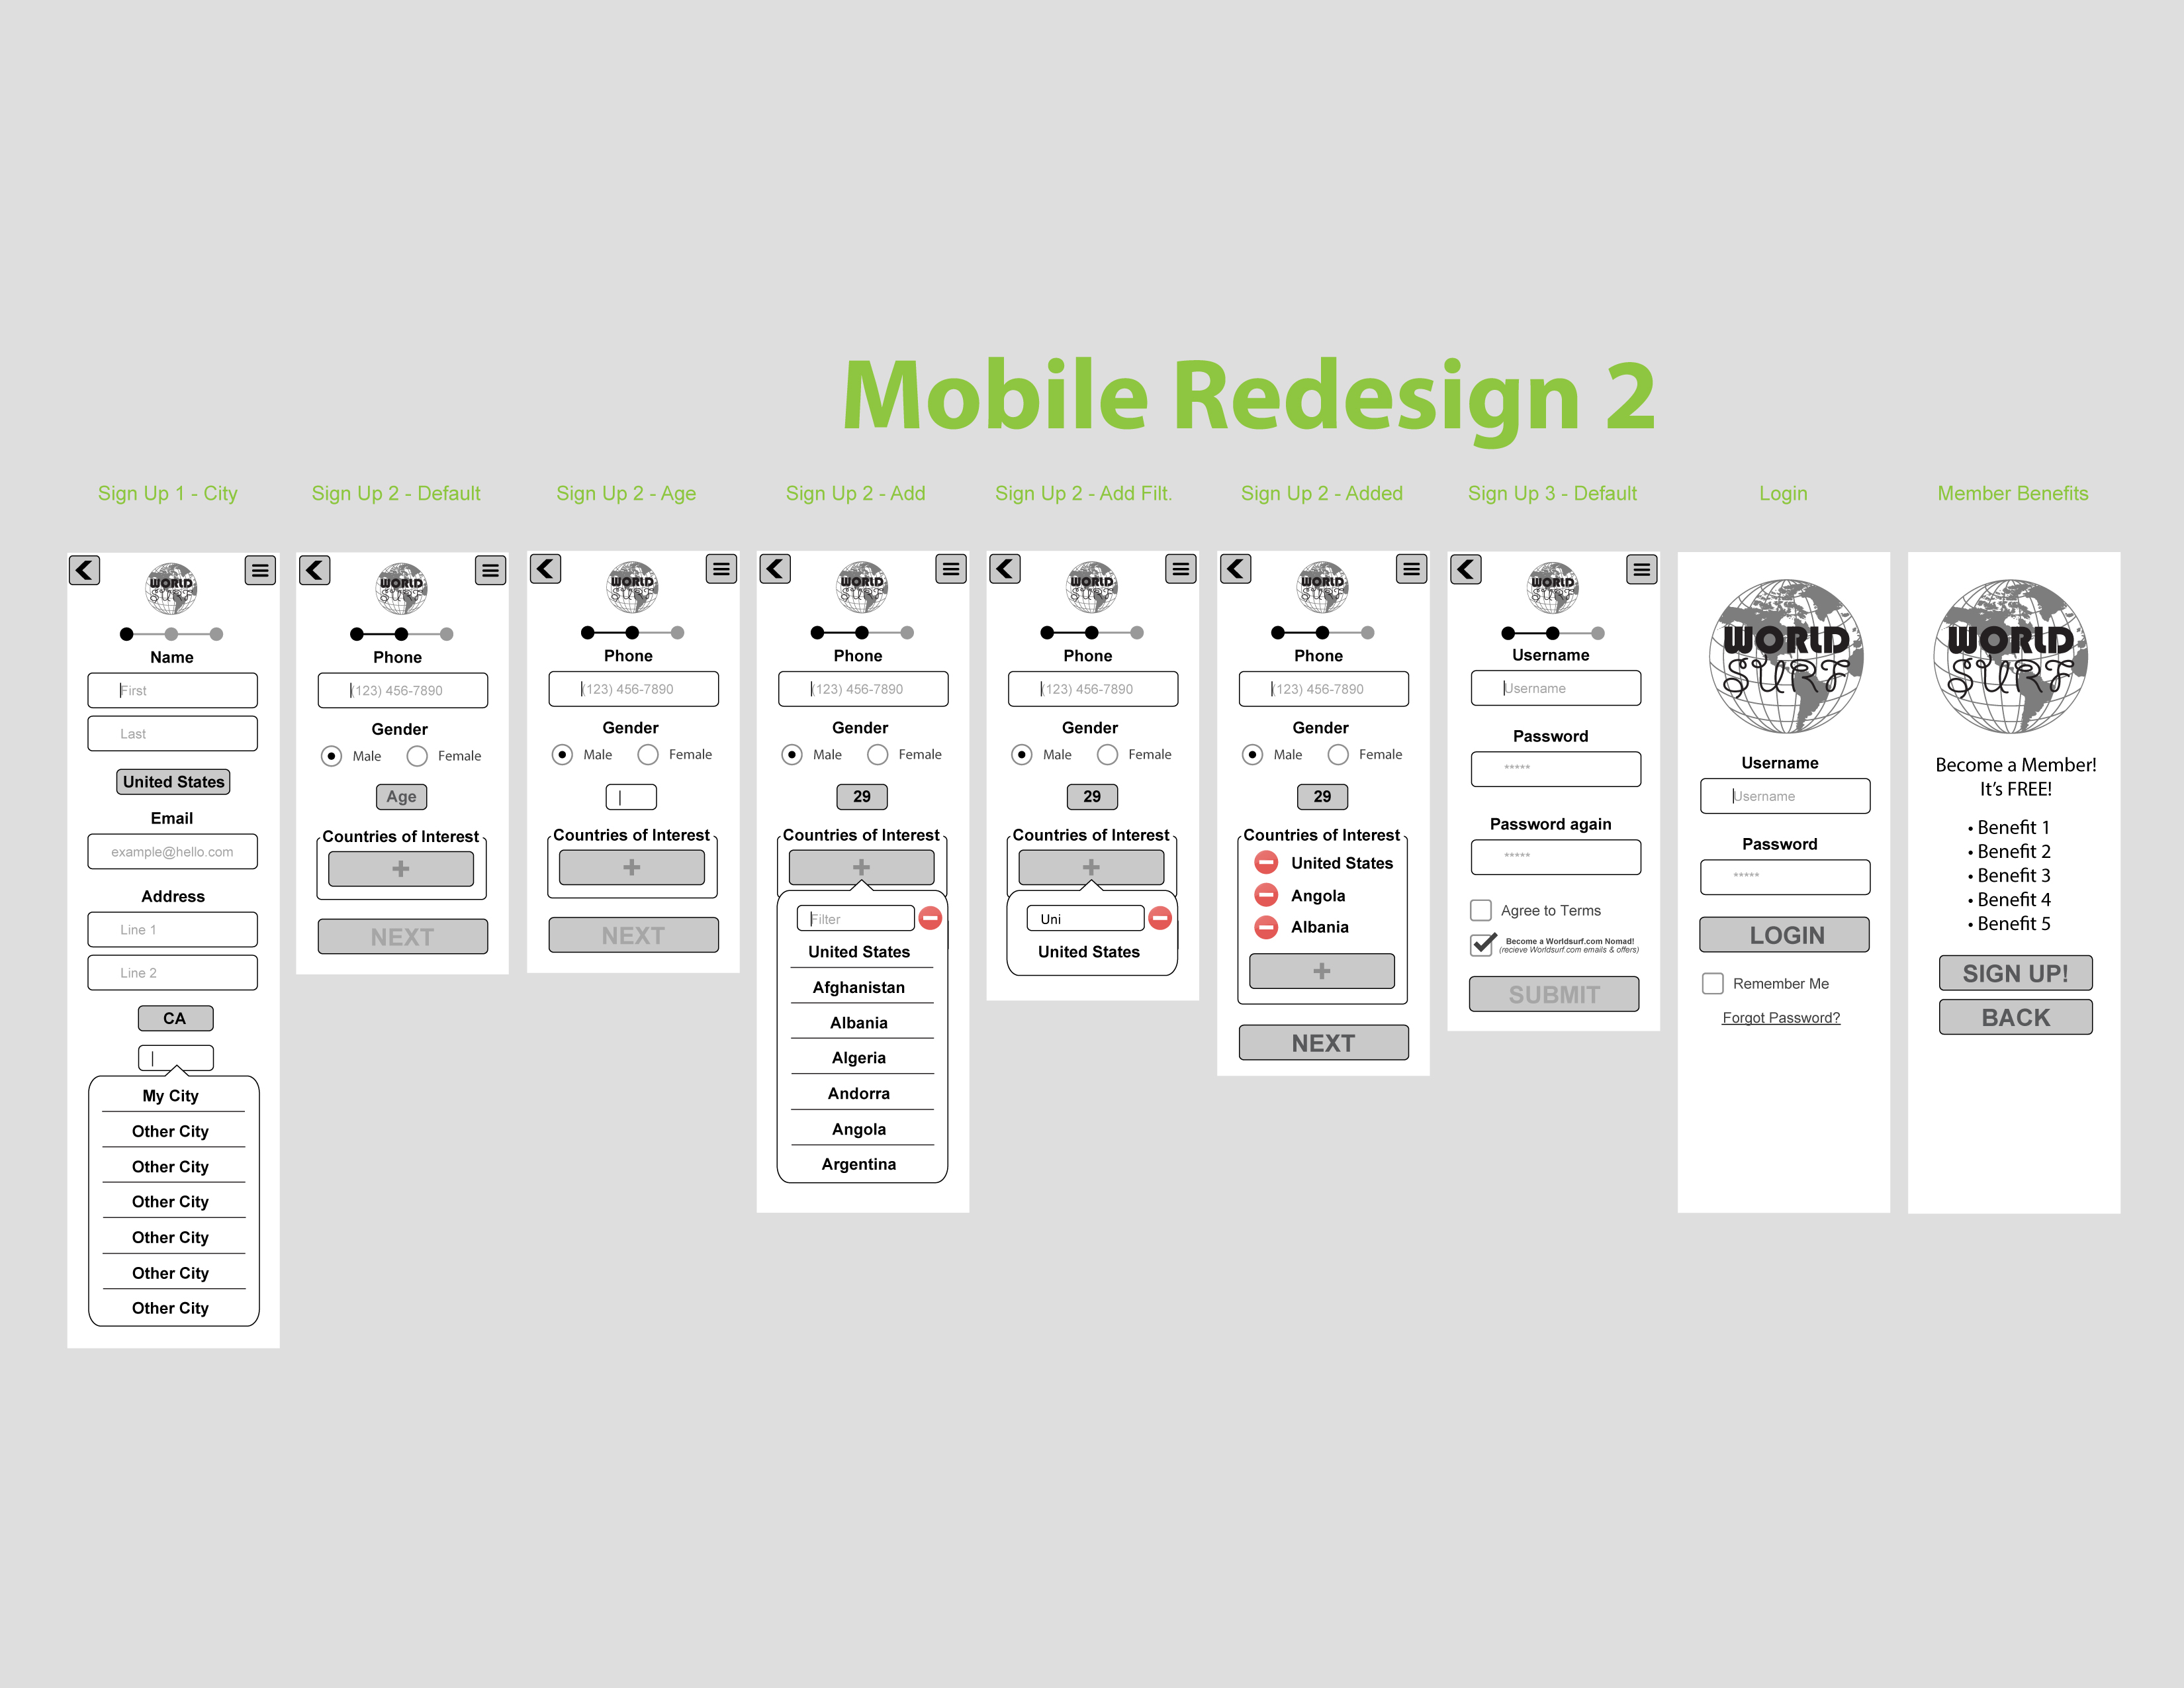 Mobile Redesign 2
Sign Up 1 - City
WORLD
SURF
Name
First
Last
United States
Email
example@hello.com
Address
Line 1
Line 2
CA
My City
Other City
Other City
Other City
Other City
Other City
Other City
Sign Up 2 - Default
WORLD
SURF
Phone
(123) 456-7890
Gender
Male Female
Age
Countries of Interest
+
NEXT
Sign Up 2 - Age
WORLD
SURF
Phone
(123) 456-7890
Gender
Male Female
Countries of Interest
+
NEXT
Sign Up 2 - Add
WORLD
SURF
Phone
(123) 456-7890
Gender
Male Female
29
Countries of Interest
+
Filter
United States
Afghanistan
Albania
Algeria
Andorra
Angola
Argentina
Sign Up 2 - Add Filt.
WORLD
SURF
Phone
(123) 456-7890
Gender
Male Female
29
Countries of Interest
+
Uni
United States
Sign Up 2 - Added
WORLD
SURF
Phone
(123) 456-7890
Gender
Male Female
29
Countries of Interest
United States
Angola
Albania
+
NEXT
Sign Up 3 - Default
WORLD
SURF
Username
Username
Password
*****
Password again
*****
Agree to Terms
Become a Worldsurf.com Nomad!
(recieve Worldsurf.com emails & offers)
SUBMIT
Login
WORLD
SURF
Username
Username
Password
*****
LOGIN
Remember Me
Forgot Password?
Member Benefits
WORLD
SURF
Become a Member!
It's FREE!
• Benefit 1
• Benefit 2
• Benefit 3
• Benefit 4
• Benefit 5
SIGN UP!
BACK